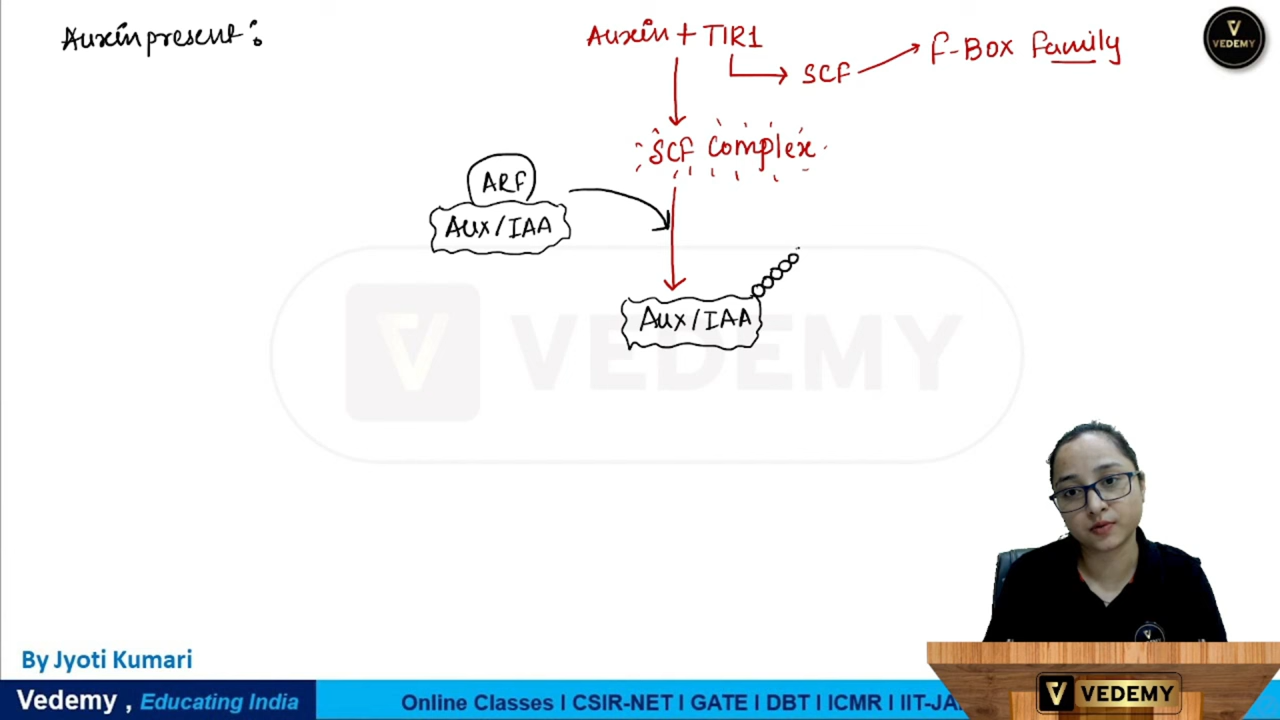 Auxin present :
Auxin + TIR1
SCF
F-Box Family
SCF Complex
ARF
Aux/IAA
Aux/IAA
V
VEDEMY
VEDEMY
By Jyoti Kumari
Vedemy , Educating India
Online Classes I CSIR-NET I GATE I DBT I ICMR I IIT-JA
VEDEMY